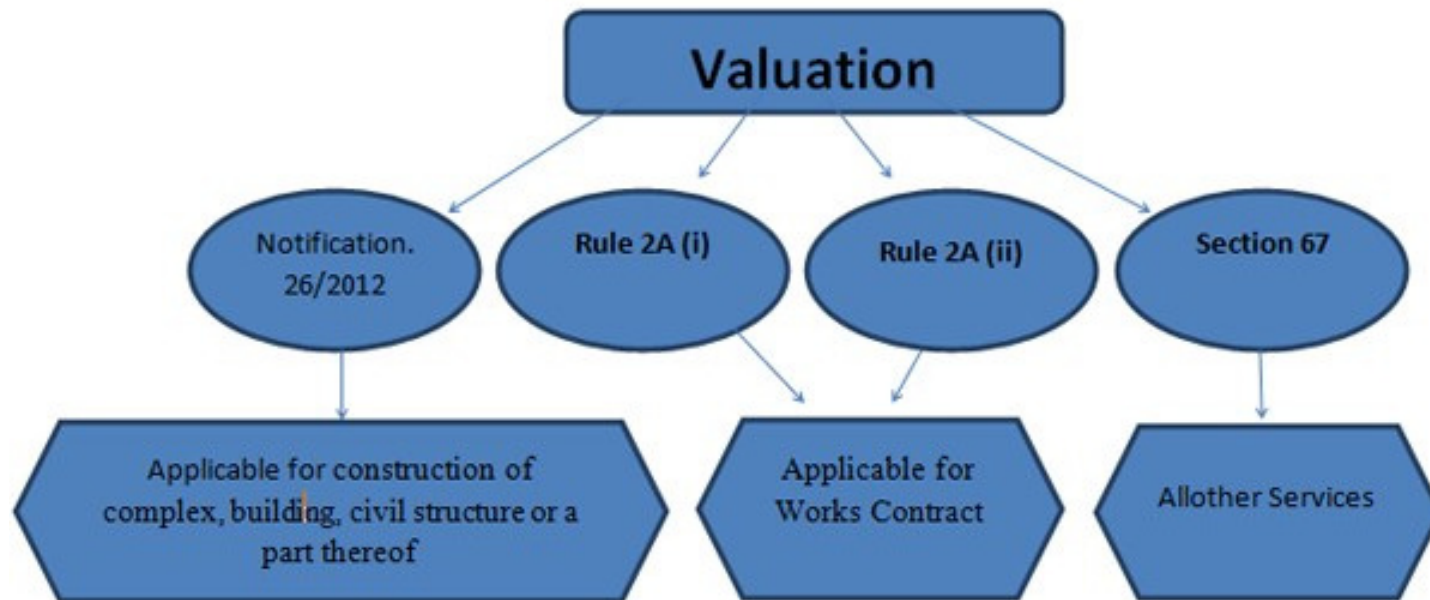 Valuation
Notification.
26/2012
Rule 2A (i)
Rule 2A (ii)
Section 67
Applicable for construction of
complex, building, civil structure or a
part thereof
Applicable for
Works Contract
Allother Services